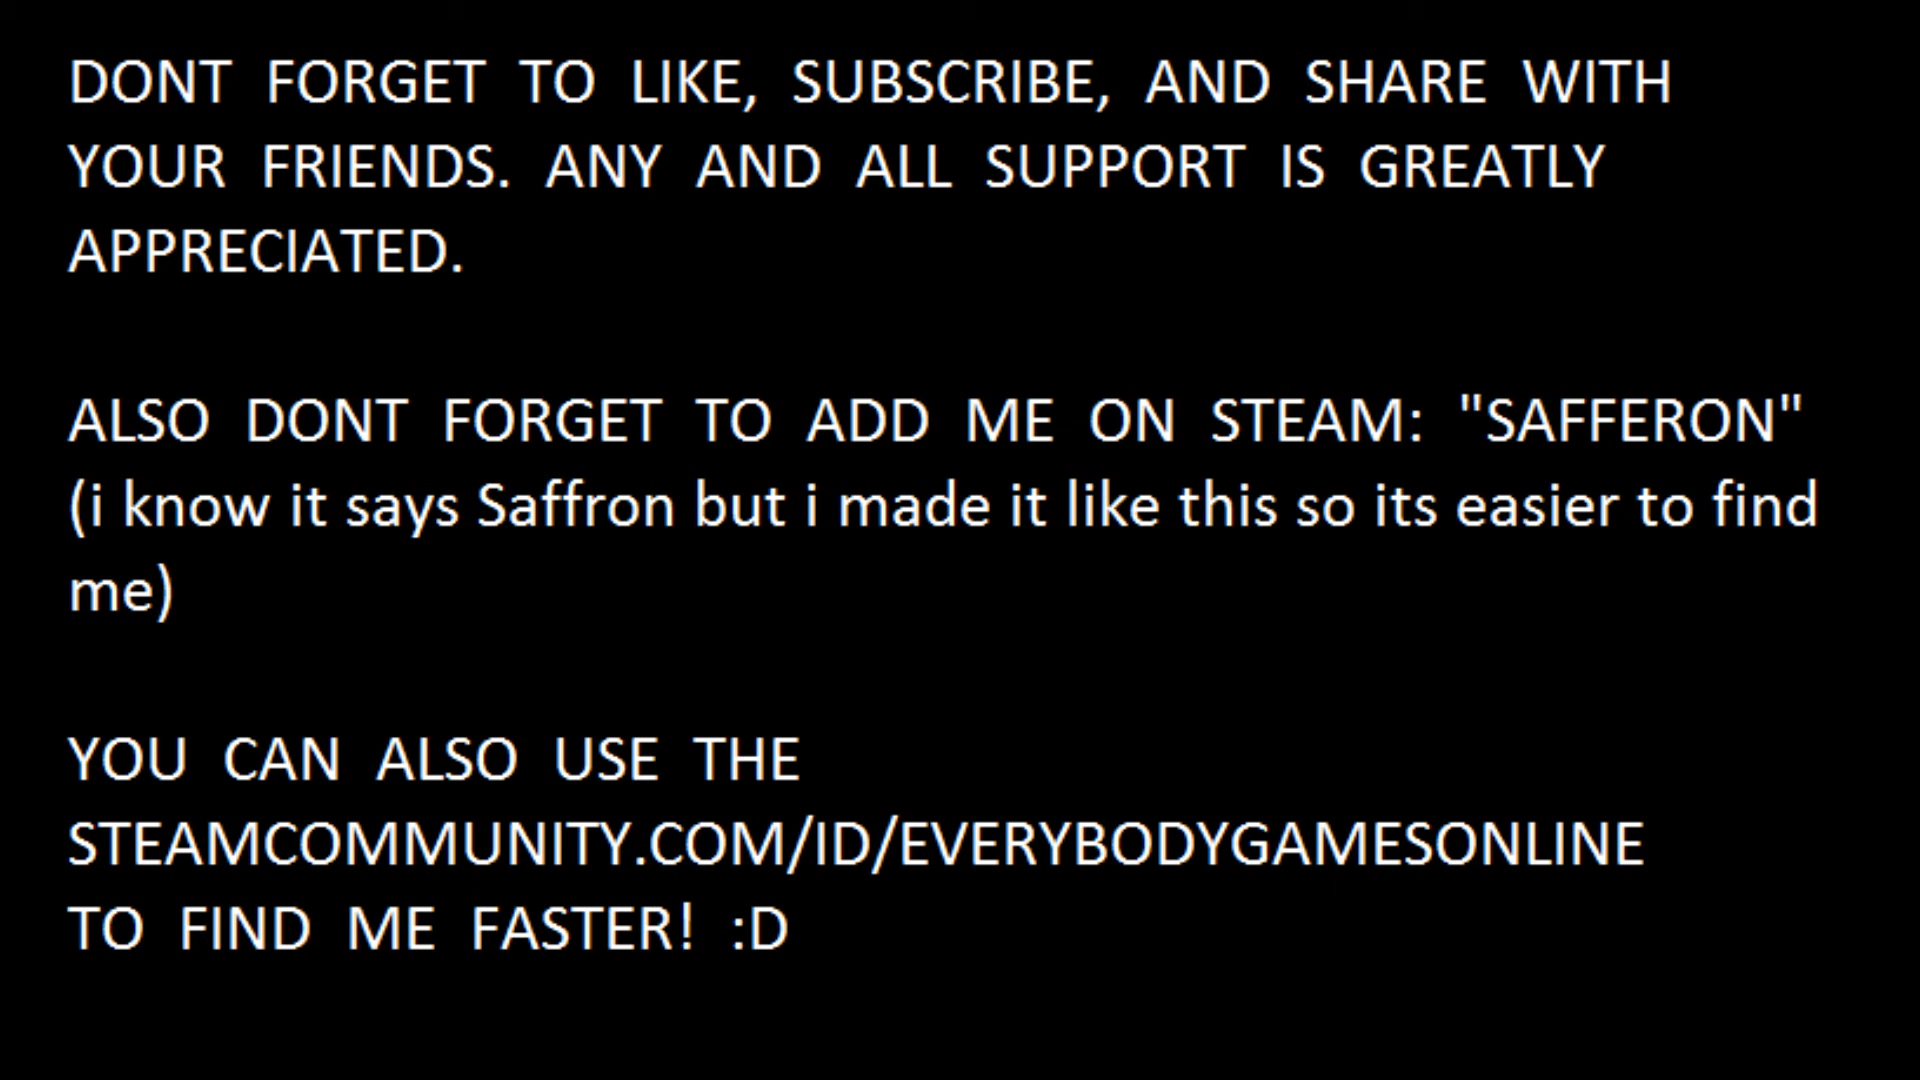 DONT FORGET TO LIKE, SUBSCRIBE, AND SHARE WITH
YOUR FRIENDS. ANY AND ALL SUPPORT IS GREATLY
APPRECIATED.
ALSO DONT FORGET TO ADD ME ON STEAM: "SAFFERON"
(i know it says Saffron but i made it like this so its easier to find
me)
YOU CAN ALSO USE THE
STEAMCOMMUNITY.COM/ID/EVERYBODYGAMESONLINE
TO FIND ME FASTER! :D